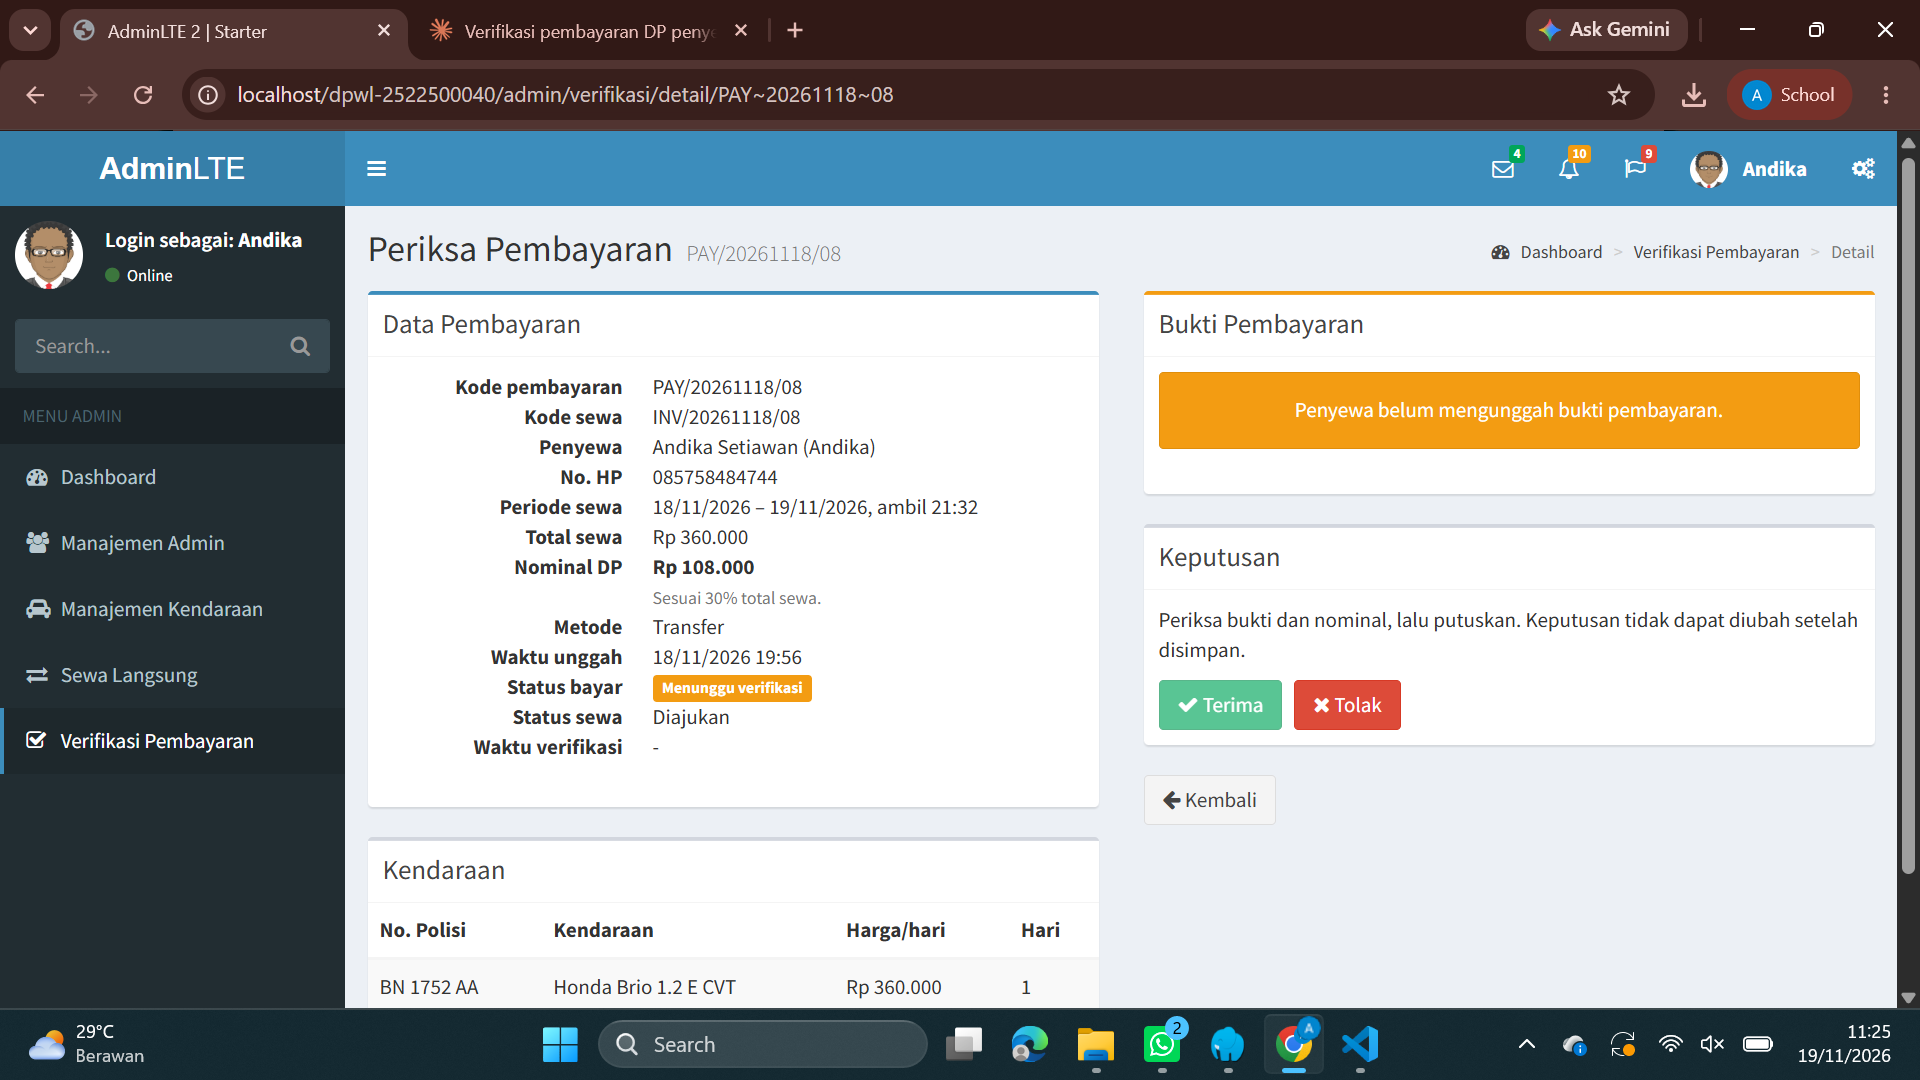 AdminLTE 2 | Starter
Verifikasi pembayaran DP penye
Ask Gemini
localhost/dpwl-2522500040/admin/verifikasi/detail/PAY~20261118~08
A School
AdminLTE
4
10
9
Andika
Login sebagai: Andika
Online
Search...
MENU ADMIN
Dashboard
Manajemen Admin
Manajemen Kendaraan
Sewa Langsung
Verifikasi Pembayaran
Periksa Pembayaran PAY/20261118/08
Dashboard > Verifikasi Pembayaran > Detail
Data Pembayaran
Kode pembayaran PAY/20261118/08
Kode sewa INV/20261118/08
Penyewa Andika Setiawan (Andika)
No. HP 085758484744
Periode sewa 18/11/2026 – 19/11/2026, ambil 21:32
Total sewa Rp 360.000
Nominal DP Rp 108.000
Sesuai 30% total sewa.
Metode Transfer
Waktu unggah 18/11/2026 19:56
Status bayar Menunggu verifikasi
Status sewa Diajukan
Waktu verifikasi -
Kendaraan
No. Polisi Kendaraan Harga/hari Hari
BN 1752 AA Honda Brio 1.2 E CVT Rp 360.000 1
Bukti Pembayaran
Penyewa belum mengunggah bukti pembayaran.
Keputusan
Periksa bukti dan nominal, lalu putuskan. Keputusan tidak dapat diubah setelah
disimpan.
Terima Tolak
Kembali
29°C
Berawan
Search
2
A
11:25
19/11/2026